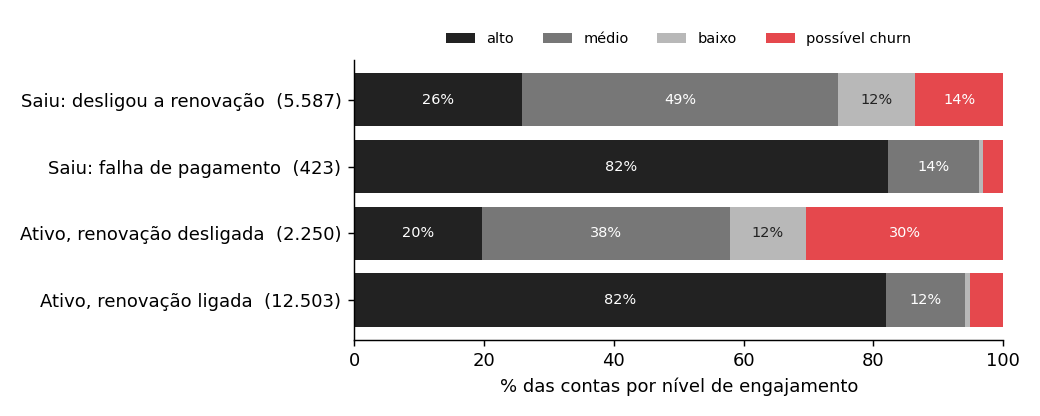 alto médio baixo possível churn
Saiu: desligou a renovação (5.587) 26% 49% 12% 14%
Saiu: falha de pagamento (423) 82% 14%
Ativo, renovação desligada (2.250) 20% 38% 12% 30%
Ativo, renovação ligada (12.503) 82% 12%
0 20 40 60 80 100
% das contas por nível de engajamento